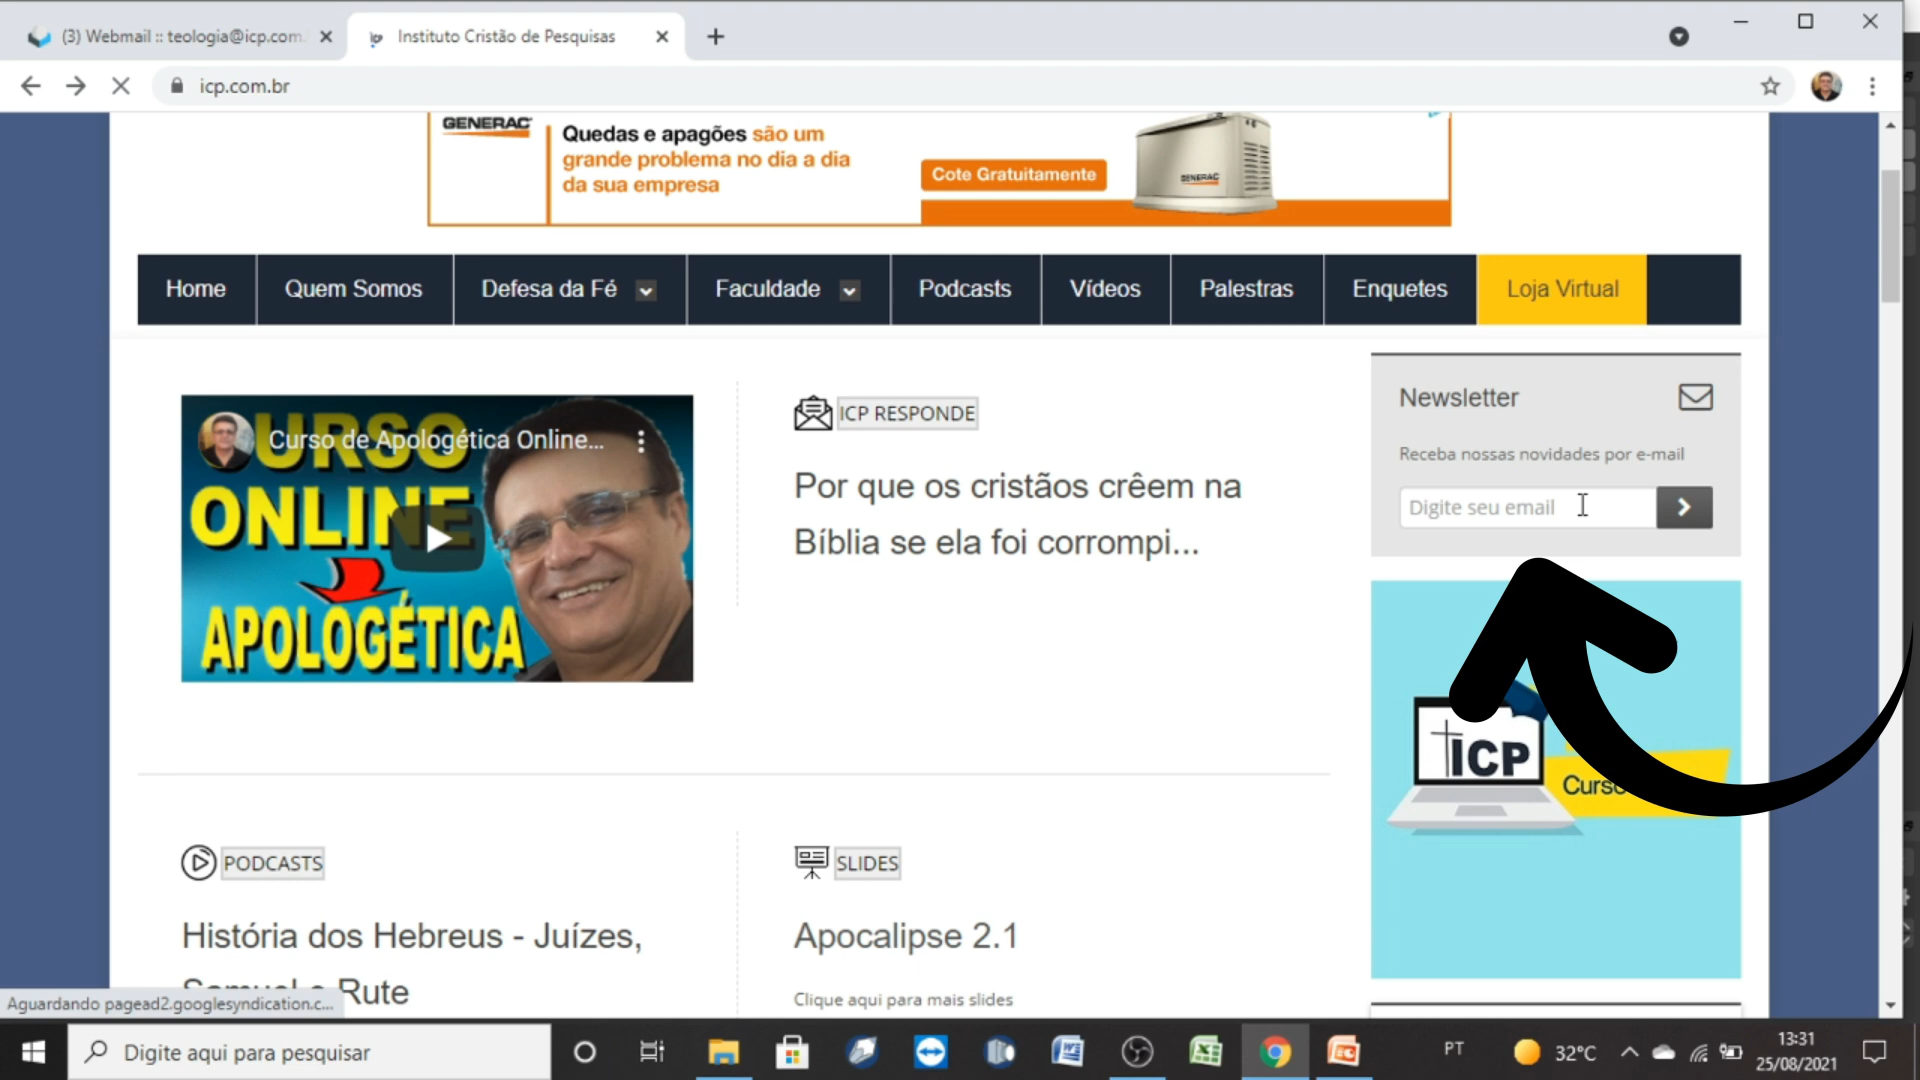 (3) Webmail :: teologia@icp.com.
Instituto Cristão de Pesquisas
icp.com.br
GENERAC
Quedas e apagões são um
grande problema no dia a dia
da sua empresa
Cote Gratuitamente
GENERAC
Home
Quem Somos
Defesa da Fé
Faculdade
Podcasts
Vídeos
Palestras
Enquetes
Loja Virtual
Curso de Apologética Online...
CURSO
ONLINE
APOLOGÉTICA
ICP RESPONDE
Por que os cristãos crêem na
Bíblia se ela foi corrompi...
Newsletter
Receba nossas novidades por e-mail
Digite seu email
ICP
Curso
PODCASTS
História dos Hebreus - Juízes,
Samuel e Rute
SLIDES
Apocalipse 2.1
Clique aqui para mais slides
Aguardando pagead2.googlesyndication.c...
Digite aqui para pesquisar
PT
32°C
13:31
25/08/2021